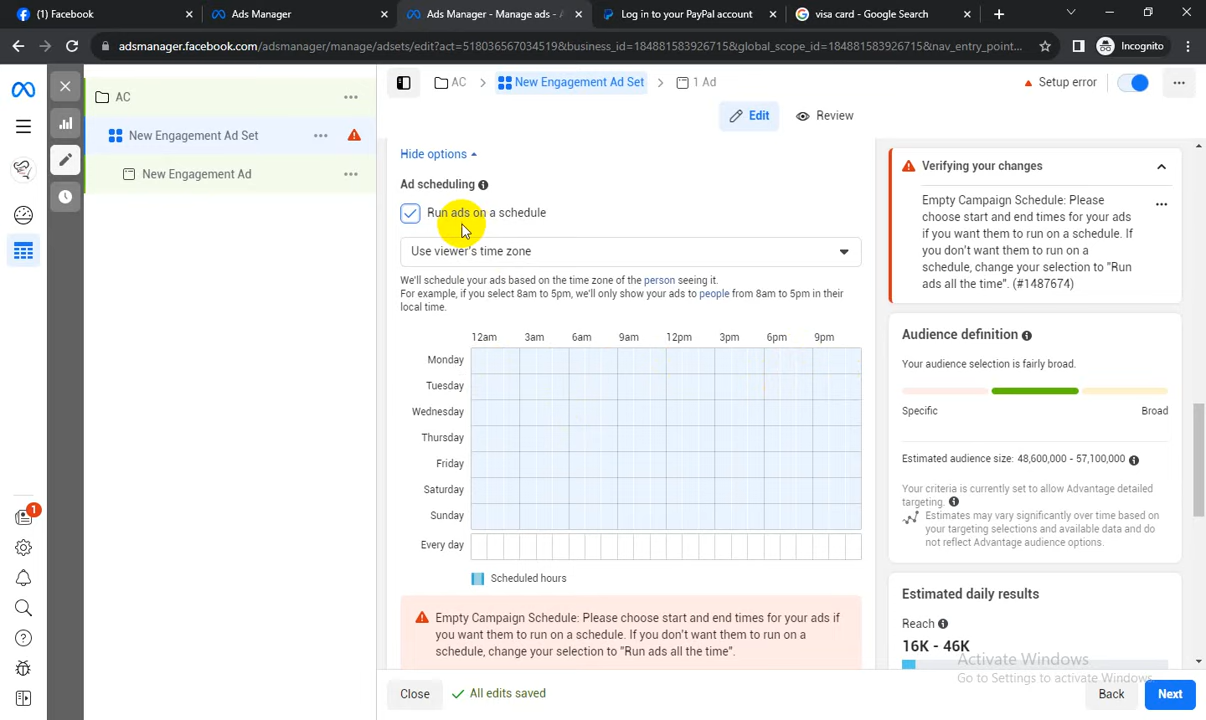 (1) Facebook
Ads Manager
Ads Manager - Manage ads - A
Log in to your PayPal account
visa card - Google Search
adsmanager.facebook.com/adsmanager/manage/adsets/edit?act=518036567034519&business_id=184881583926715&global_scope_id=184881583926715&nav_entry_point...
Incognito
AC
New Engagement Ad Set
New Engagement Ad
1
AC > New Engagement Ad Set > 1 Ad
Setup error
Edit
Review
Hide options
Ad scheduling
Run ads on a schedule
Use viewer's time zone
We'll schedule your ads based on the time zone of the person seeing it.
For example, if you select 8am to 5pm, we'll only show your ads to people from 8am to 5pm in their
local time.
12am 3am 6am 9am 12pm 3pm 6pm 9pm
Monday
Tuesday
Wednesday
Thursday
Friday
Saturday
Sunday
Every day
Scheduled hours
Empty Campaign Schedule: Please choose start and end times for your ads if
you want them to run on a schedule. If you don't want them to run on a
schedule, change your selection to "Run ads all the time".
Close
All edits saved
Verifying your changes
Empty Campaign Schedule: Please
choose start and end times for your ads
if you want them to run on a schedule. If
you don't want them to run on a
schedule, change your selection to "Run
ads all the time". (#1487674)
Audience definition
Your audience selection is fairly broad.
Specific
Broad
Estimated audience size: 48,600,000 - 57,100,000
Your criteria is currently set to allow Advantage detailed
targeting.
Estimates may vary significantly over time based on
your targeting selections and available data and do
not reflect Advantage audience options.
Estimated daily results
Reach
16K - 46K
Activate Windows
Go to Settings to activate Windows.
Back
Next